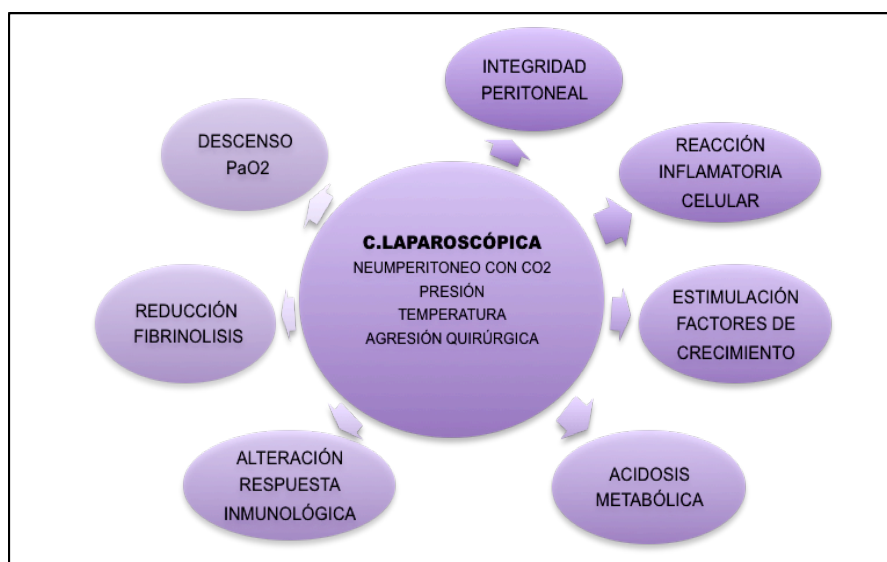 INTEGRIDAD
PERITONEAL
DESCENSO
PaO2
REACCIÓN
INFLAMATORIA
CELULAR
C.LAPAROSCÓPICA
NEUMPERITONEO CON CO2
PRESIÓN
TEMPERATURA
AGRESIÓN QUIRÚRGICA
REDUCCIÓN
FIBRINOLISIS
ESTIMULACIÓN
FACTORES DE
CRECIMIENTO
ALTERACIÓN
RESPUESTA
INMUNOLÓGICA
ACIDOSIS
METABÓLICA